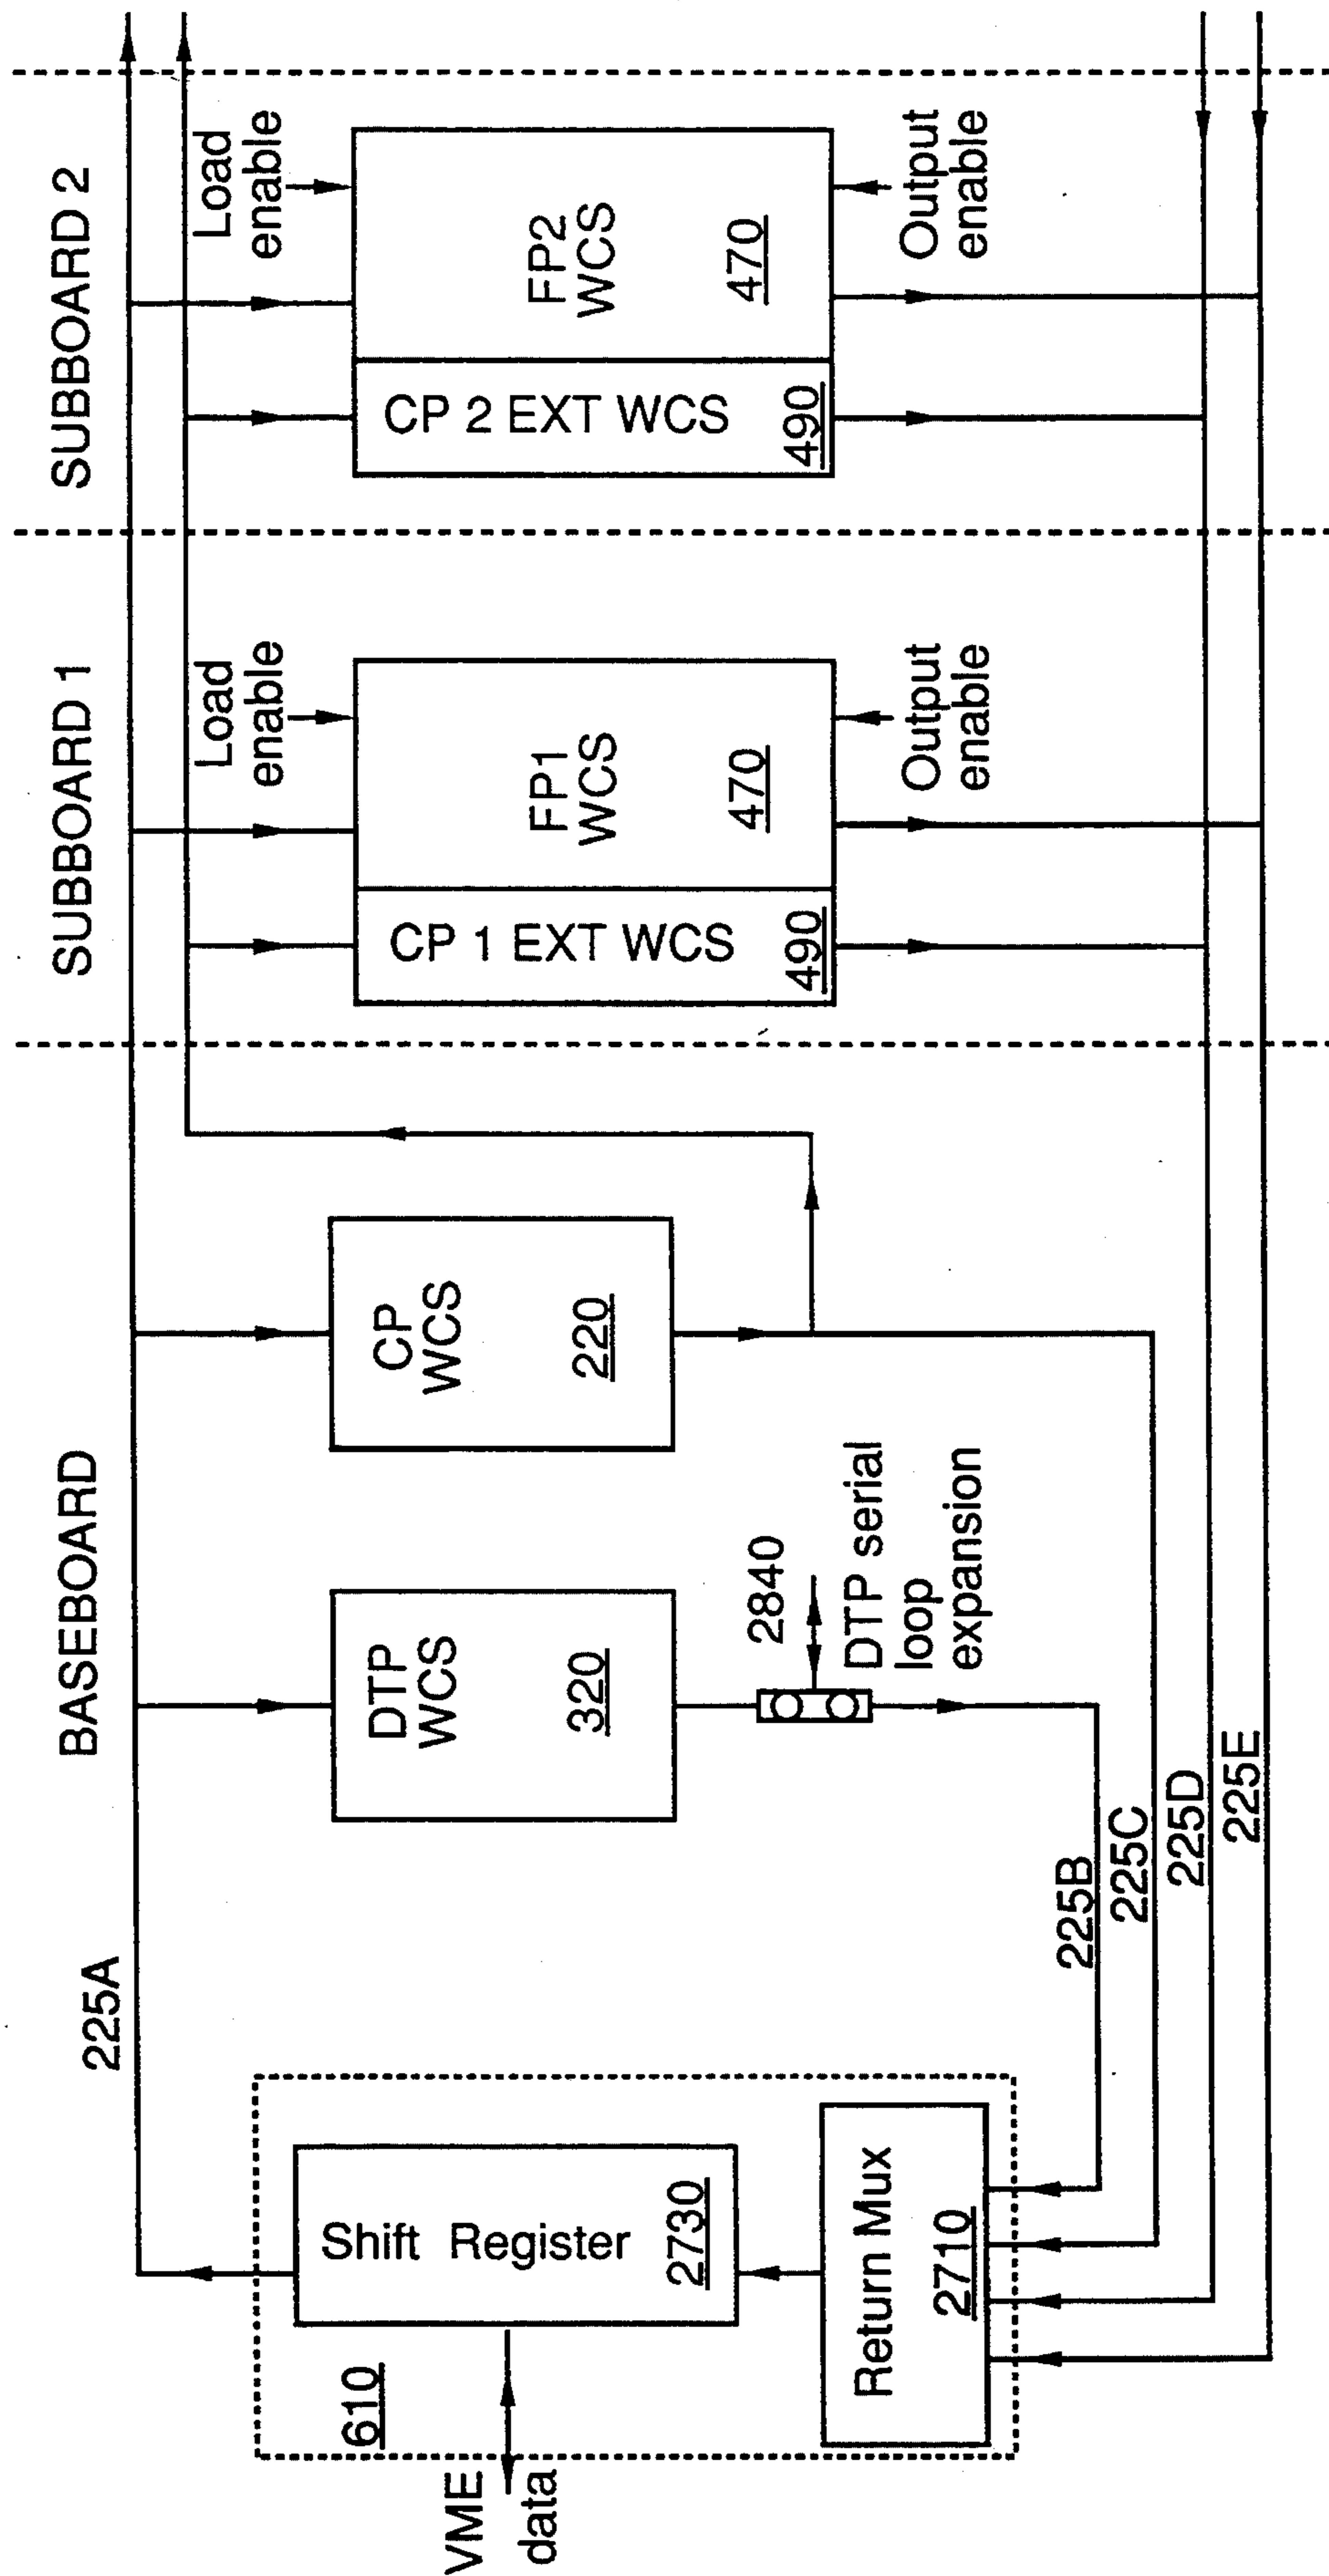 BASEBOARD
SUBBOARD 1
SUBBOARD 2
225A
Load
enable
Load
enable
610
VME
data
Shift Register
2730
Return Mux
2710
DTP
WCS
320
2840
DTP serial
loop
expansion
CP
WCS
220
CP 1 EXT WCS
490
FP1
WCS
470
CP 2 EXT WCS
490
FP2
WCS
470
Output
enable
Output
enable
225B
225C
225D
225E